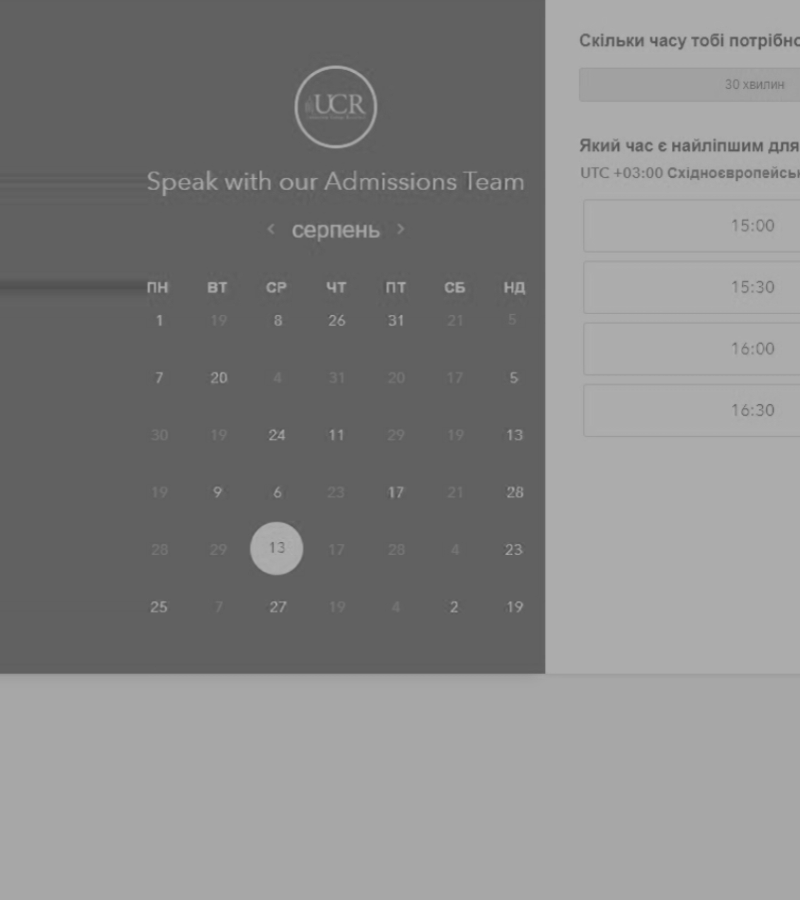 UCR
Speak with our Admissions Team
< серпень >
ПН ВТ СР ЧТ ПТ СБ НД
1 19 8 26 31 21 5
7 20 4 31 20 17 5
30 19 24 11 29 19 13
19 9 6 23 17 21 28
28 29 13 17 28 4 23
25 7 27 19 4 2 19
Скільки часу тобі потрібно
30 хвилин
Який час є найліпшим для
UTC +03:00 Східноєвропейськ
15:00
15:30
16:00
16:30